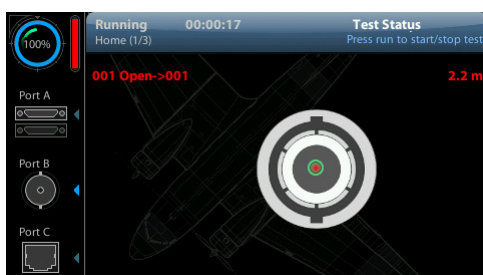 100%
Running 00:00:17 Test Status
Home (1/3) Press run to start/stop test
001 Open->001 2.2 m
Port A
Port B
Port C